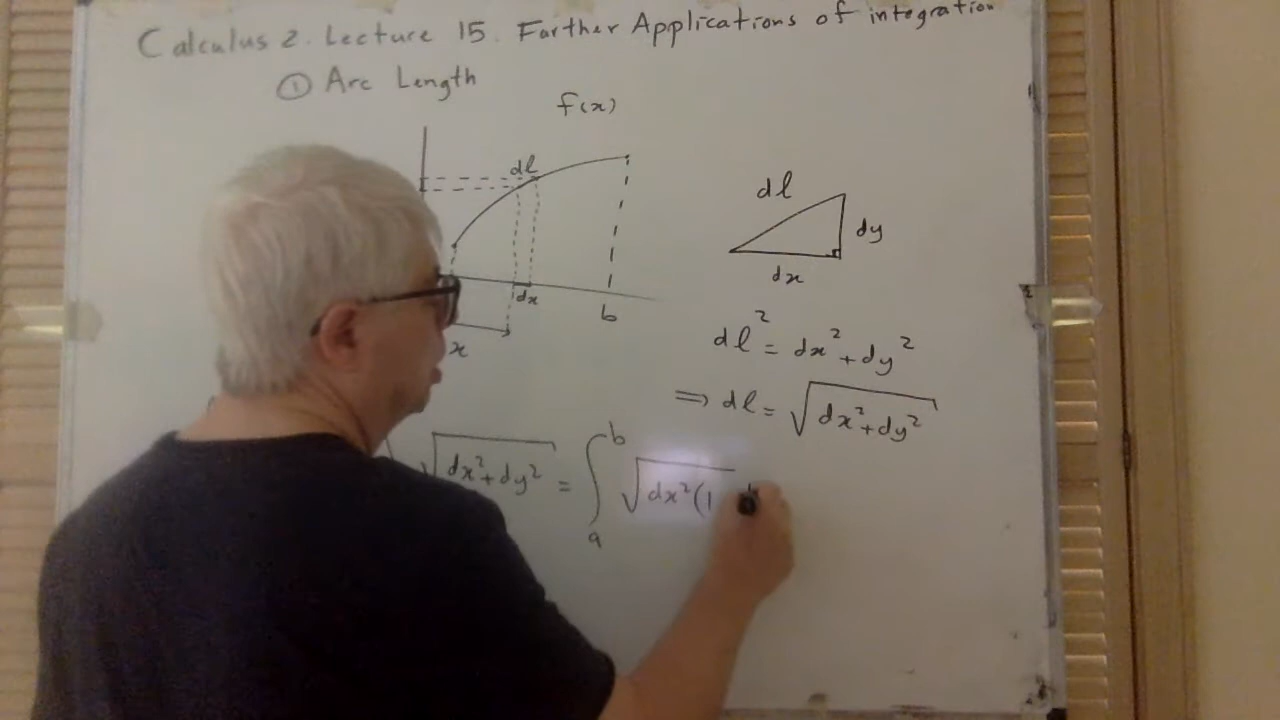 Calculus 2. Lecture 15. Farther Applications of integration
① Arc Length
f(x)
dl
dx
b
x
dl
dy
dx
dl² = dx² + dy²
⟹ dl = √(dx² + dy²)
√(dx² + dy²) = ∫ₐᵇ √dx²(1